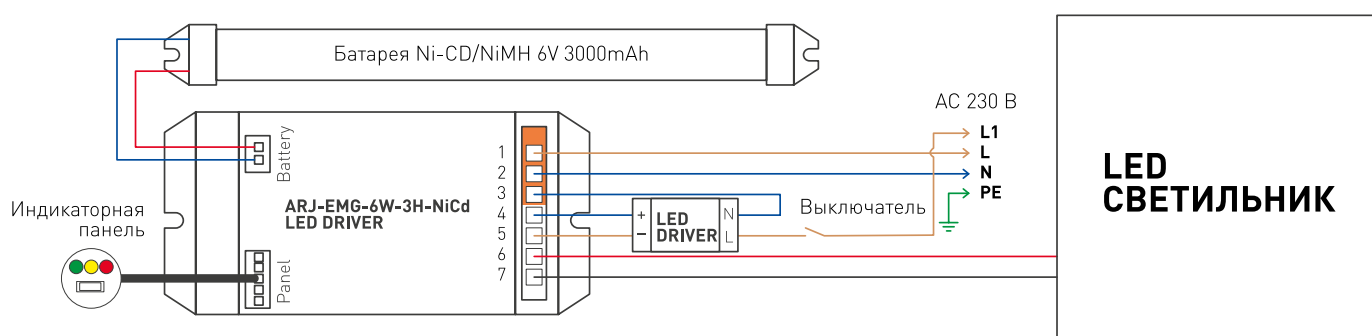 Батарея Ni-CD/NiMH 6V 3000mAh
AC 230 В
L1
L
N
PE
Battery
1
2
3
4
5
6
7
ARJ-EMG-6W-3H-NiCd
LED DRIVER
Индикаторная
панель
Panel
+
−
LED
DRIVER
N
L
Выключатель
LED
СВЕТИЛЬНИК